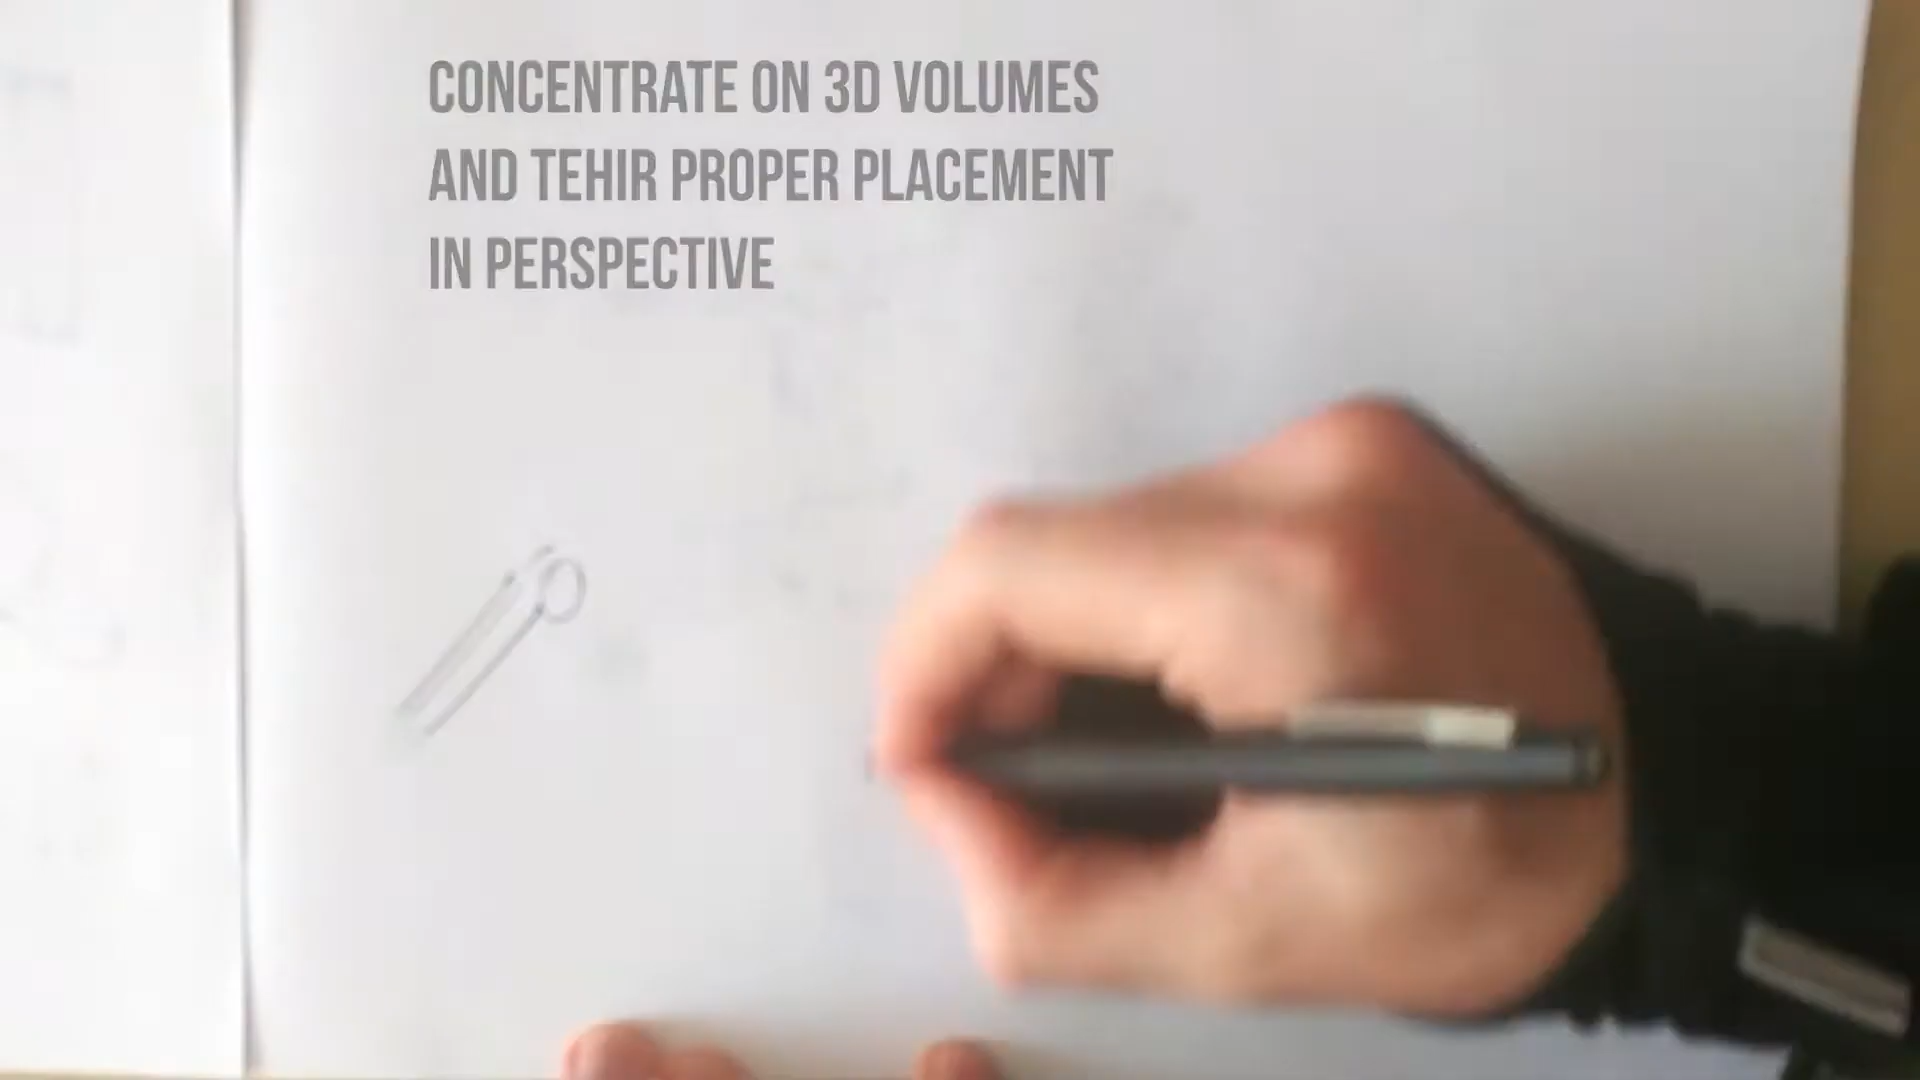 CONCENTRATE ON 3D VOLUMES
AND TEHIR PROPER PLACEMENT
IN PERSPECTIVE